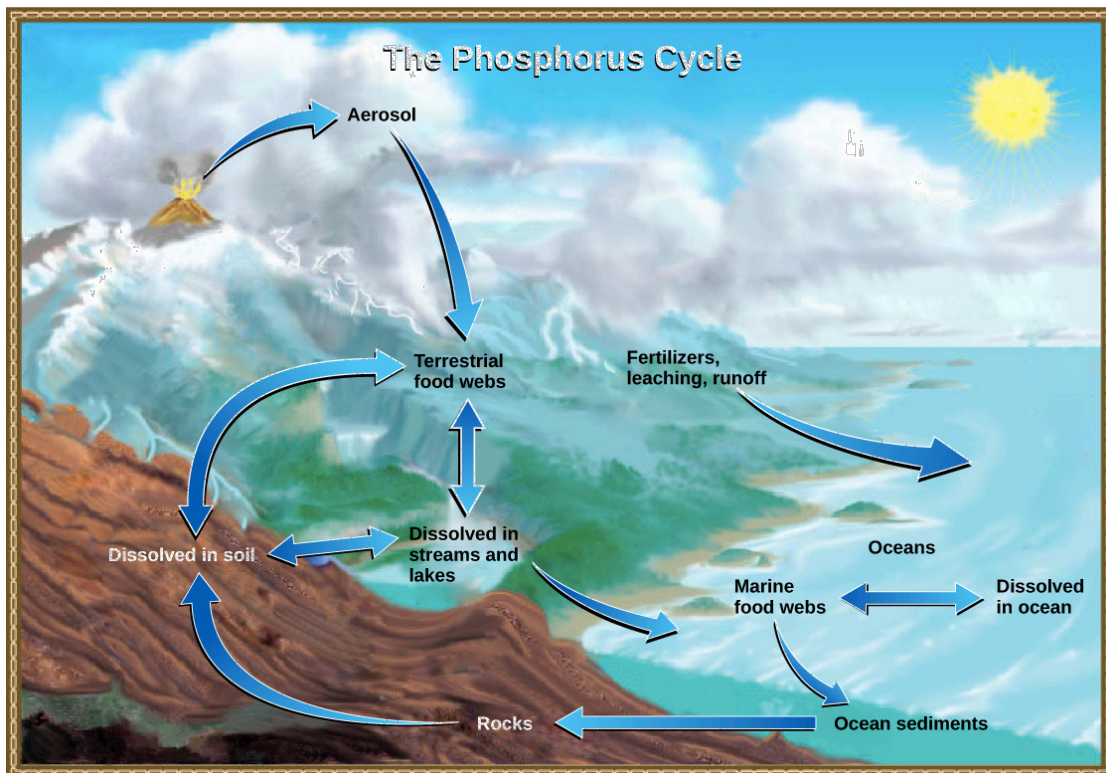 The Phosphorus Cycle
Aerosol
Terrestrial
food webs
Fertilizers,
leaching, runoff
Dissolved in soil
Dissolved in
streams and
lakes
Oceans
Marine
food webs
Dissolved
in ocean
Rocks
Ocean sediments